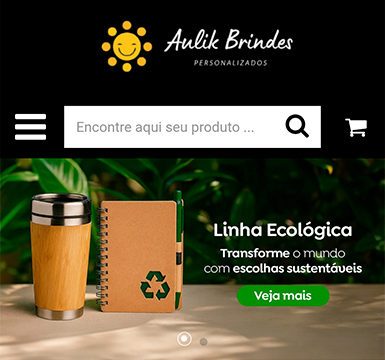 Aulik Brindes
PERSONALIZADOS
Encontre aqui seu produto ...
Linha Ecológica
Transforme o mundo
com escolhas sustentáveis
Veja mais